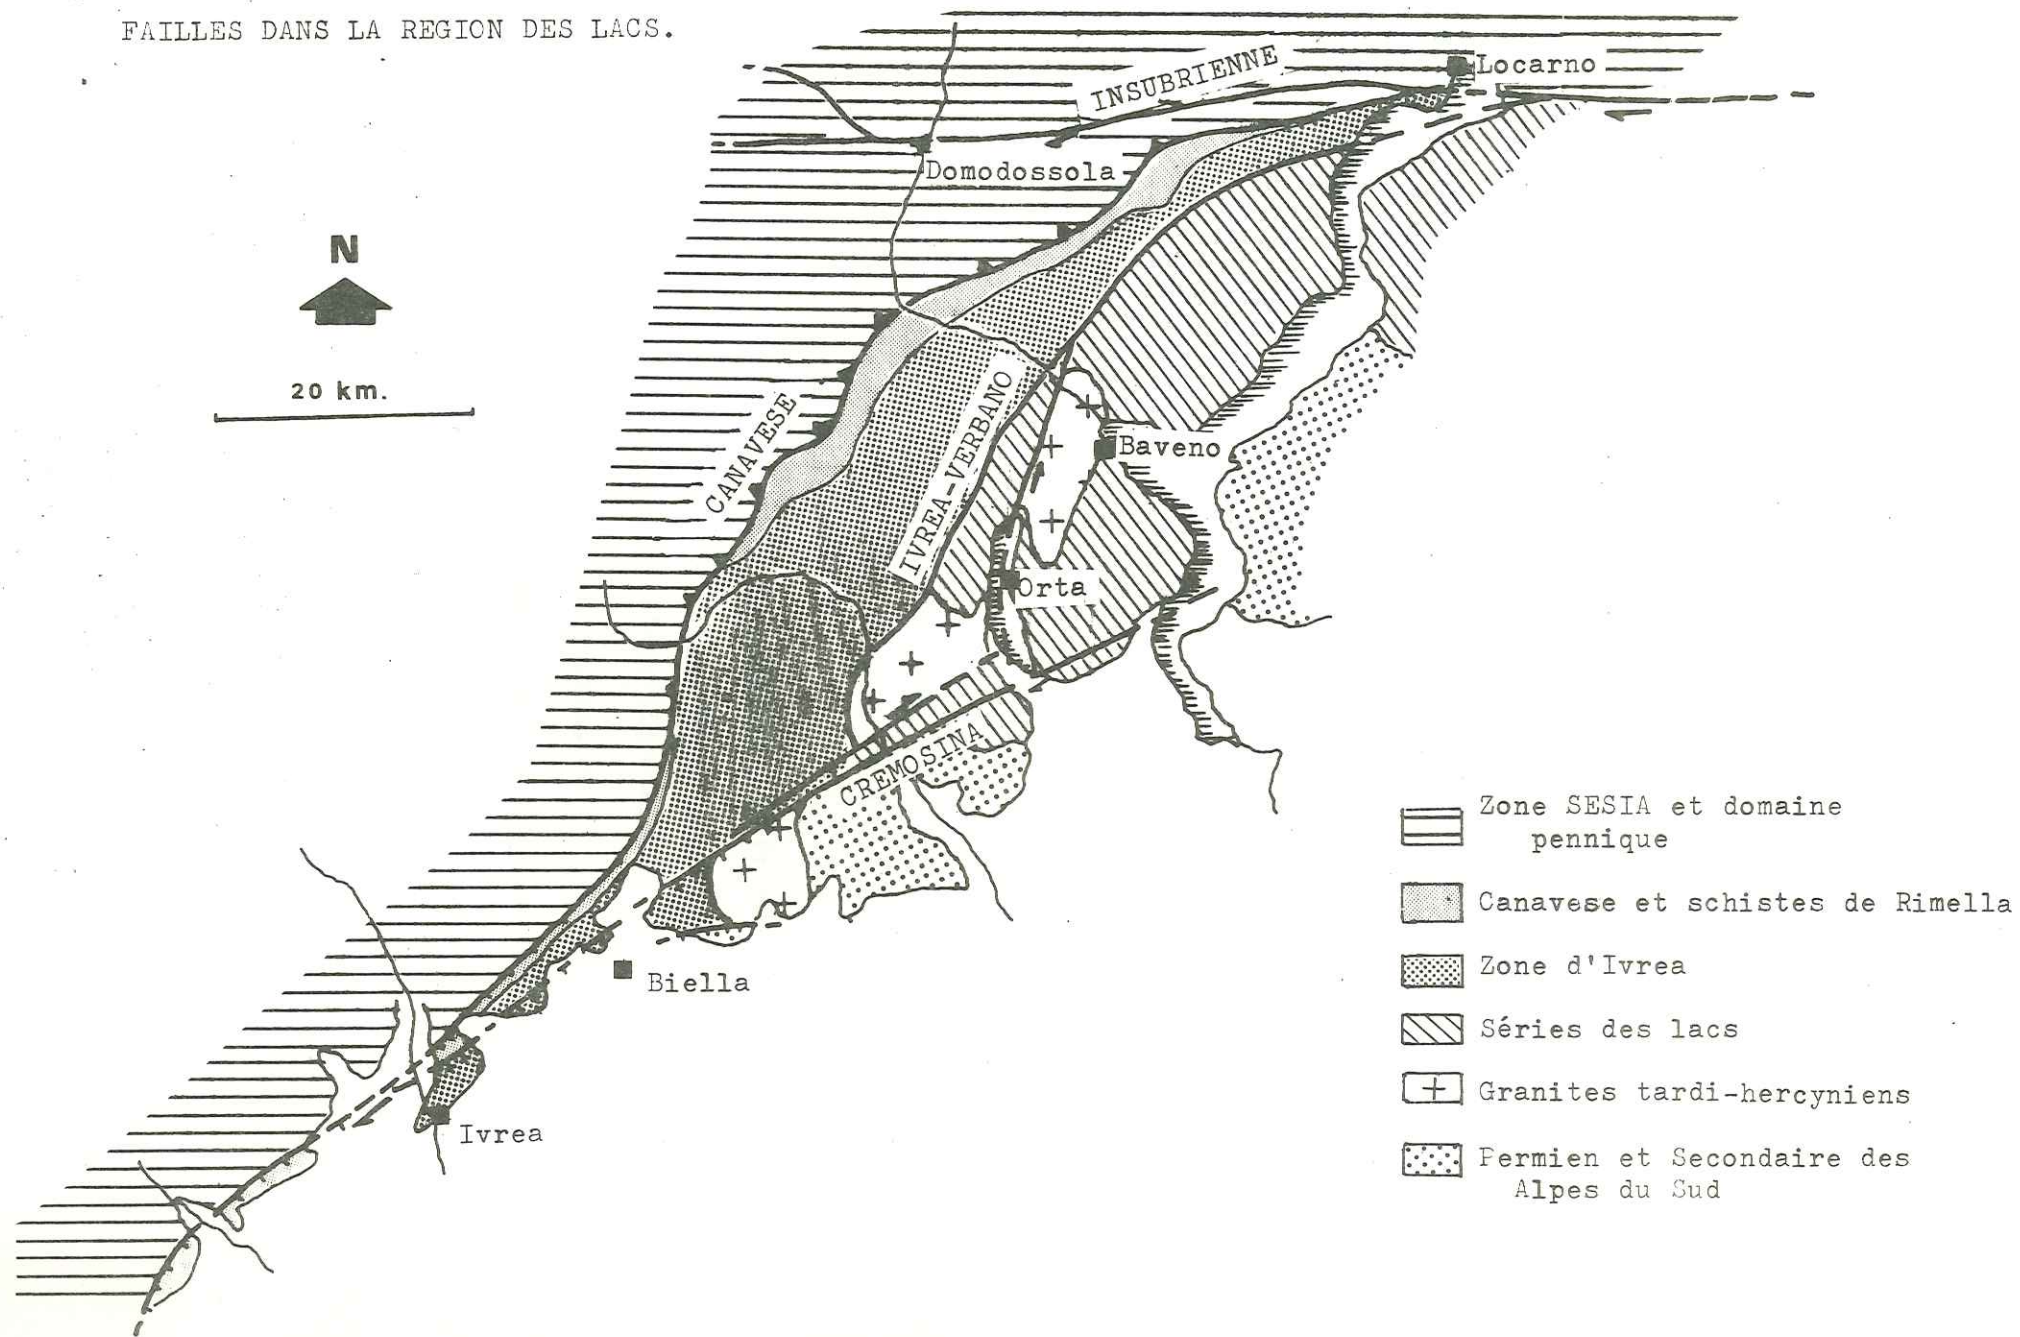 FAILLES DANS LA REGION DES LACS.
INSUBRIENNE
Locarno
Domodossola
N
20 km.
CANAVESE
IVREA-VERBANO
Baveno
Orta
CREMOSINA
Biella
Ivrea
Zone SESIA et domaine
pennique
Canavese et schistes de Rimella
Zone d'Ivrea
Séries des lacs
Granites tardi-hercyniens
Permien et Secondaire des
Alpes du Sud